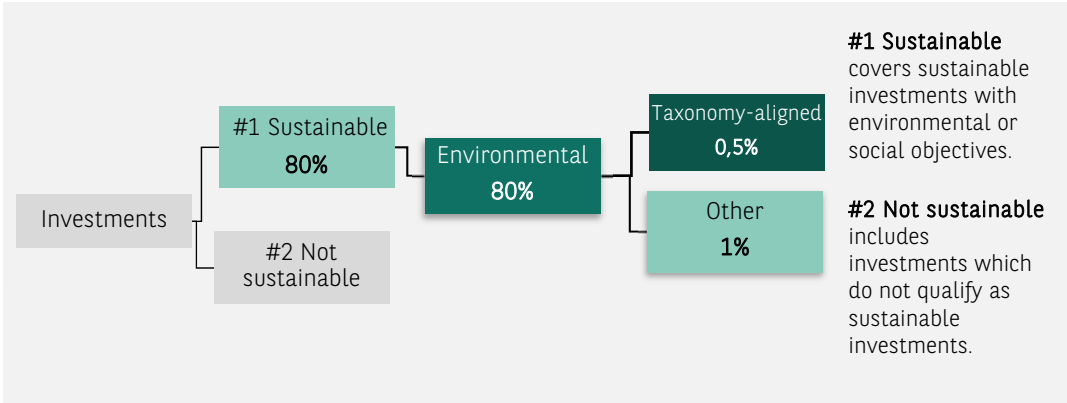 Investments
#1 Sustainable
80%
#2 Not
sustainable
Environmental
80%
Taxonomy-aligned
0,5%
Other
1%
#1 Sustainable
covers sustainable
investments with
environmental or
social objectives.
#2 Not sustainable
includes
investments which
do not qualify as
sustainable
investments.